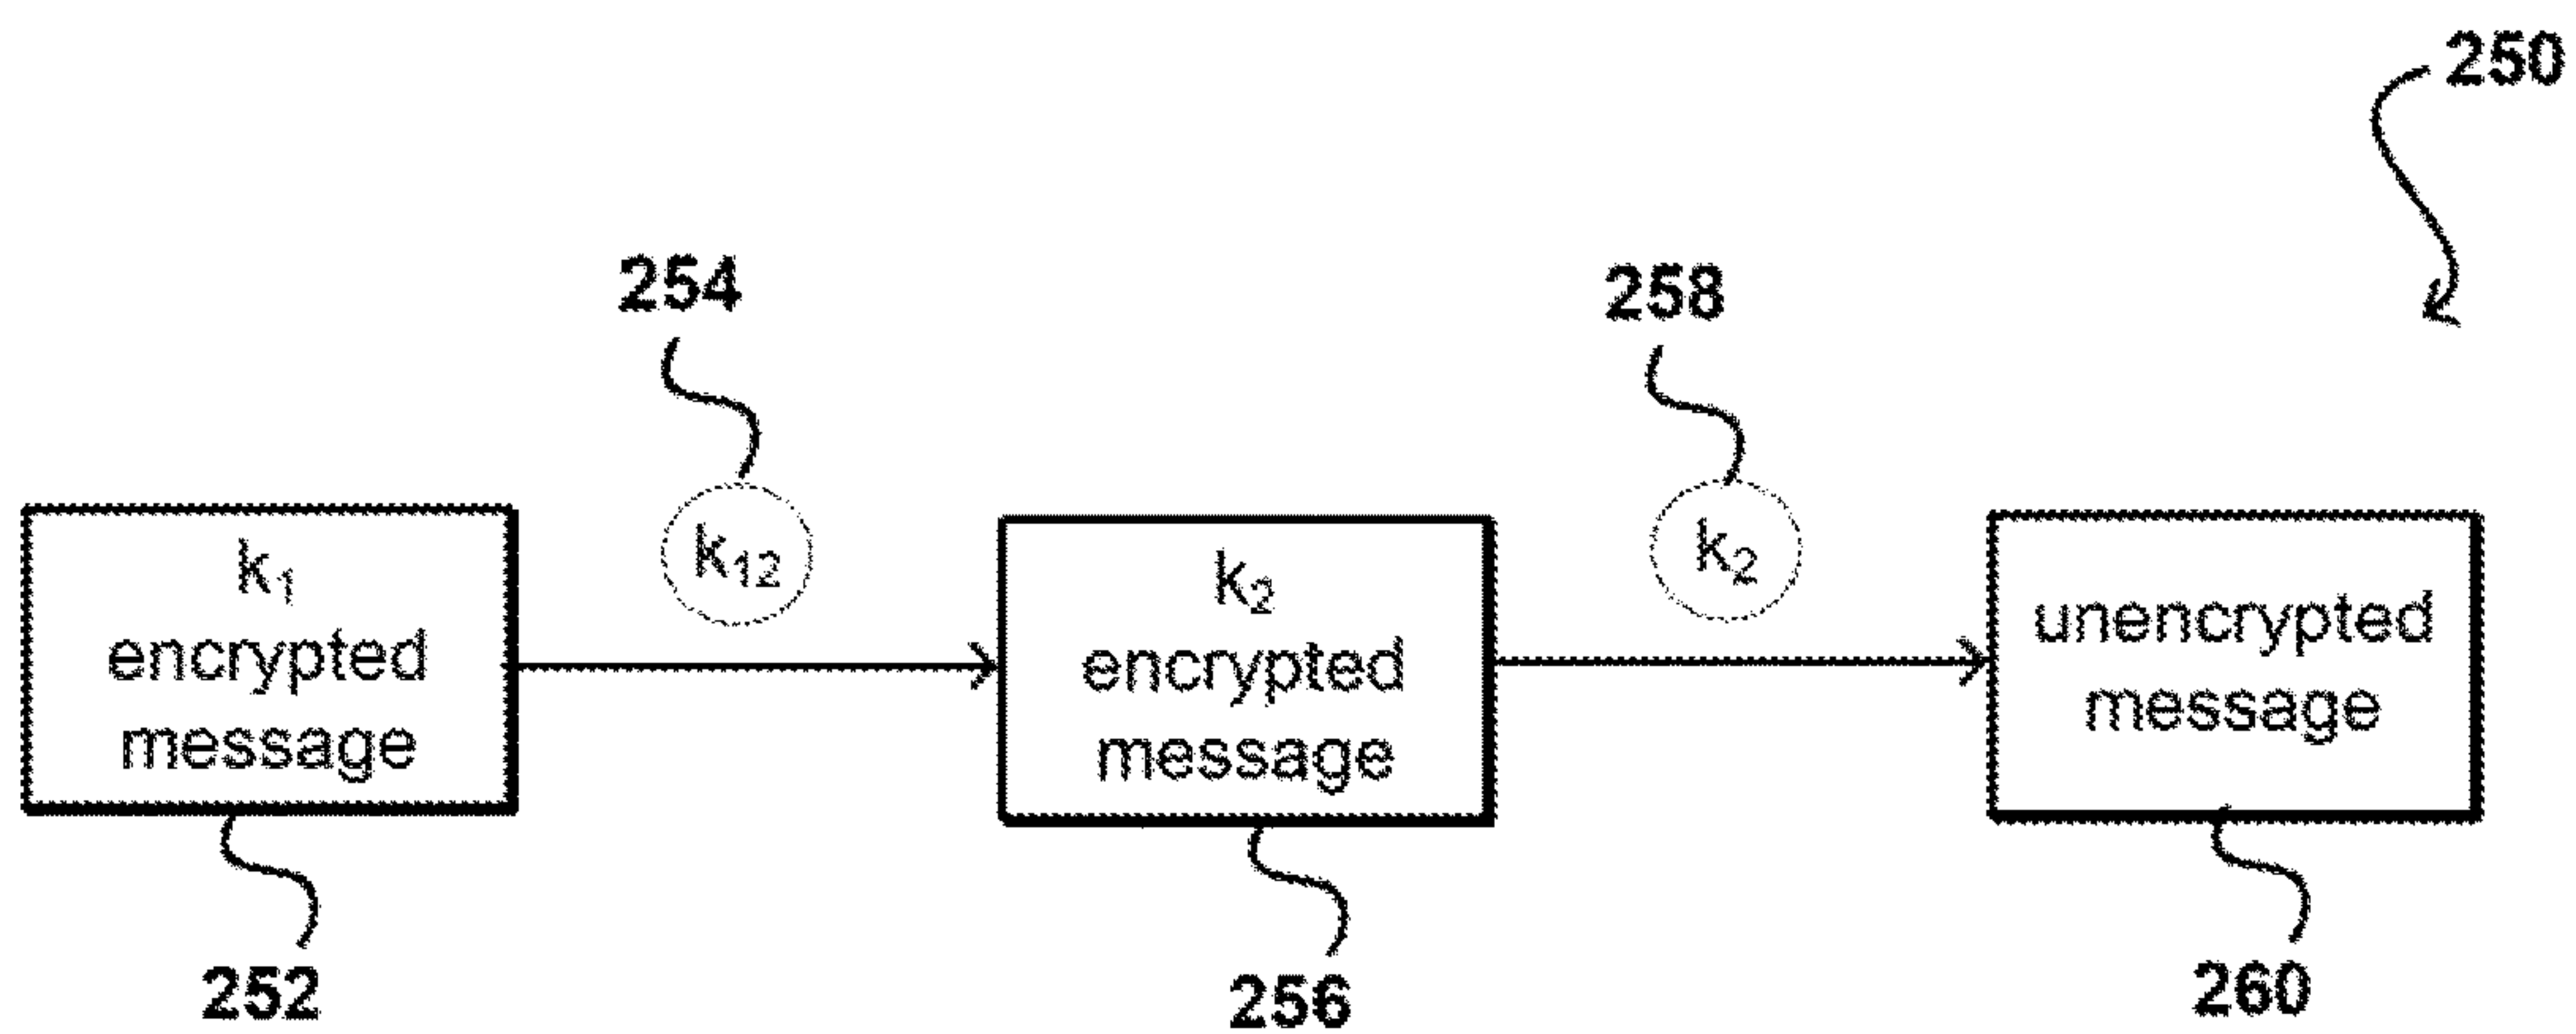 250
254
258
k₁₂
k₂
k₁
encrypted
message
k₂
encrypted
message
unencrypted
message
252
256
260